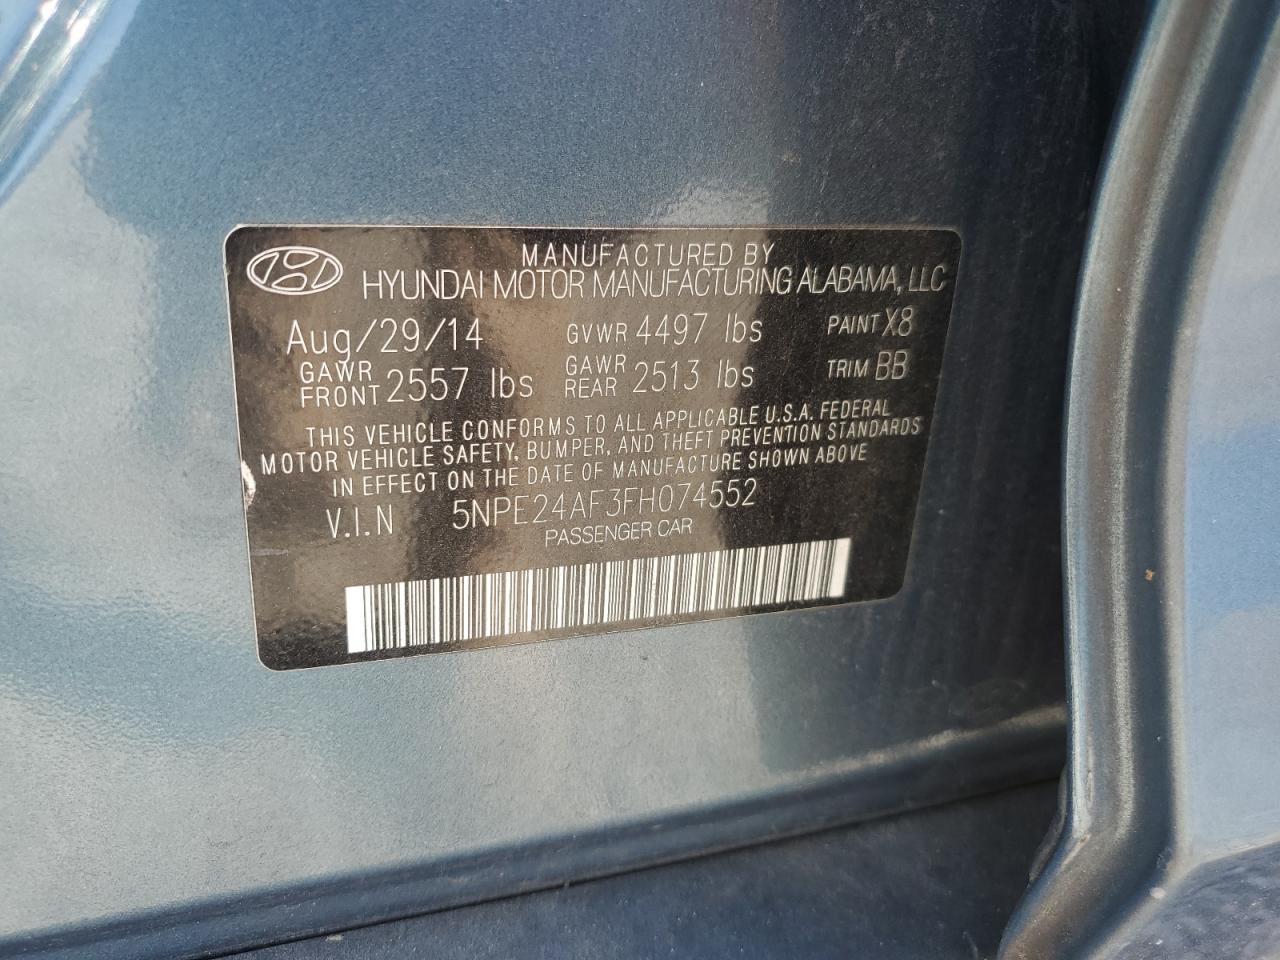 MANUFACTURED BY
HYUNDAI MOTOR MANUFACTURING ALABAMA, LLC
Aug/29/14 GVWR 4497 lbs PAINT X8
GAWR FRONT 2557 lbs GAWR REAR 2513 lbs TRIM BB
THIS VEHICLE CONFORMS TO ALL APPLICABLE U.S.A. FEDERAL
MOTOR VEHICLE SAFETY, BUMPER, AND THEFT PREVENTION STANDARDS
IN EFFECT ON THE DATE OF MANUFACTURE SHOWN ABOVE
V.I.N 5NPE24AF3FH074552
PASSENGER CAR